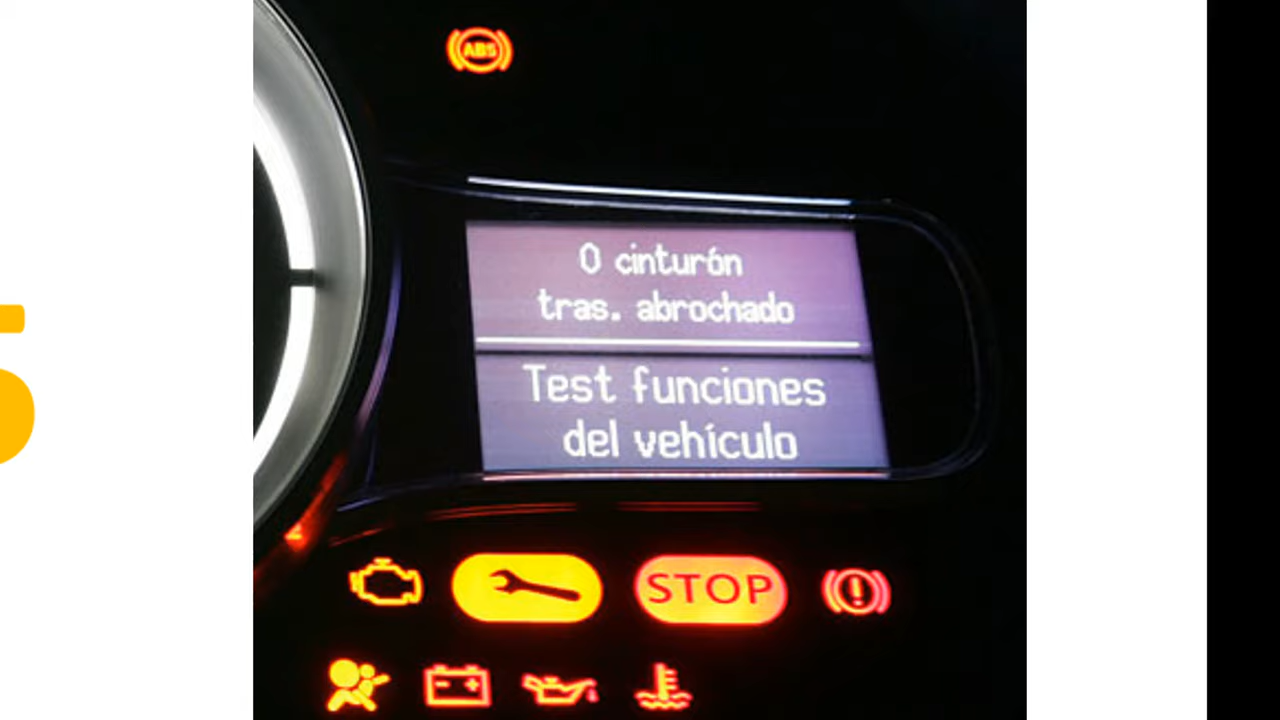 ABS
0 cinturón
tras. abrochado
Test funciones
del vehículo
STOP